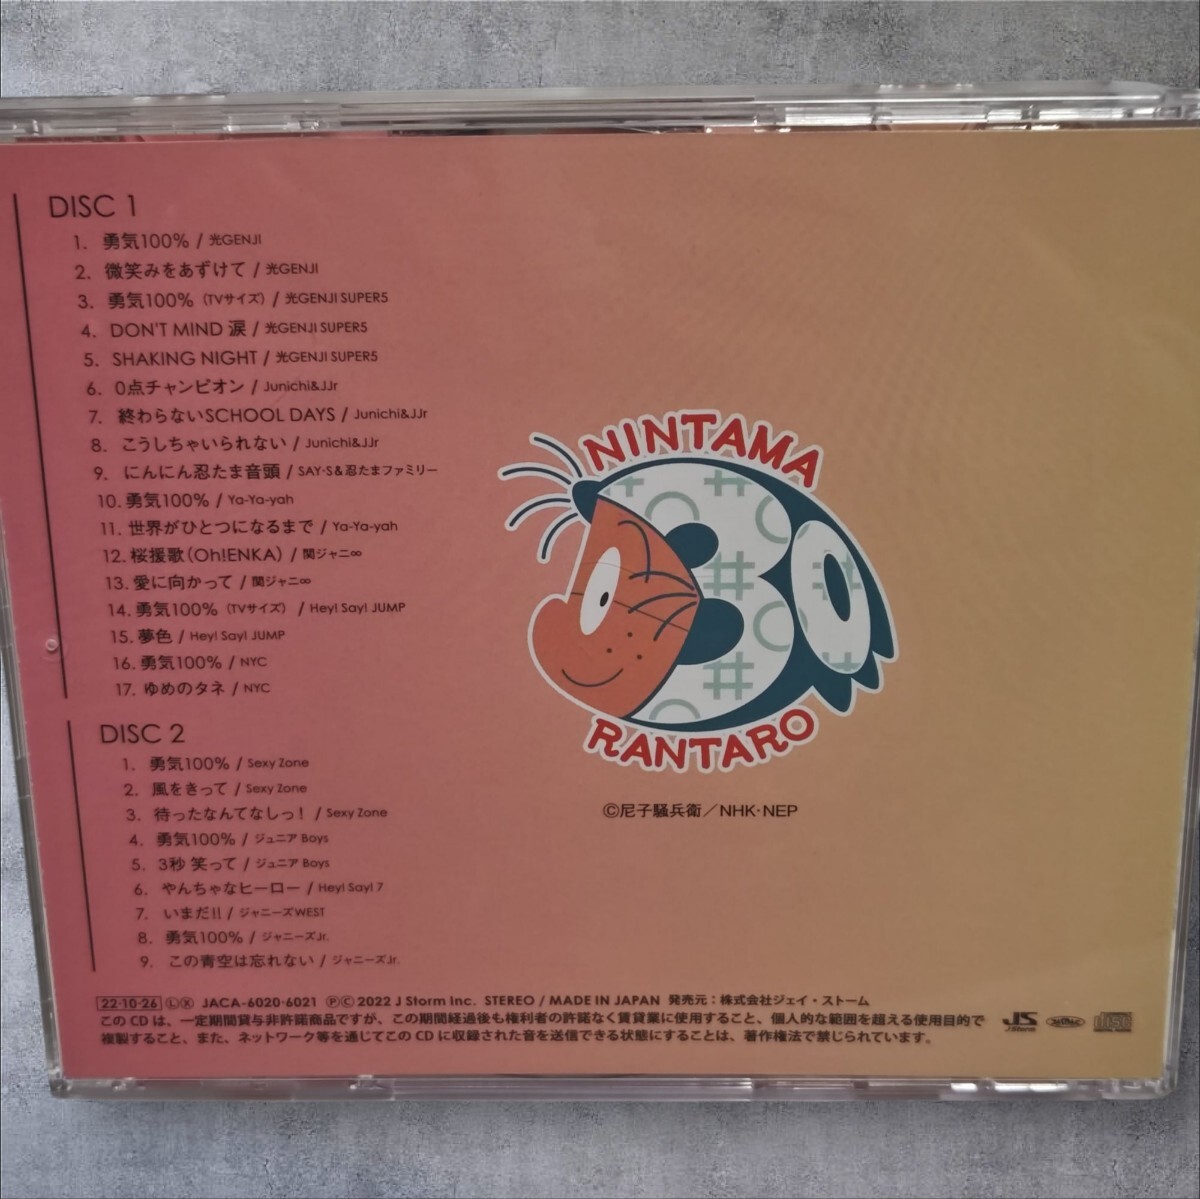 DISC 1
1. 勇気100% / 光GENJI
2. 微笑みをあずけて / 光GENJI
3. 勇気100%（TVサイズ）/ 光GENJI SUPER5
4. DON'T MIND 涙 / 光GENJI SUPER5
5. SHAKING NIGHT / 光GENJI SUPER5
6. 0点チャンピオン / Junichi&JJr
7. 終わらないSCHOOL DAYS / Junichi&JJr
8. こうしちゃいられない / Junichi&JJr
9. にんにん忍たま音頭 / SAY・S&忍たまファミリー
10. 勇気100% / Ya-Ya-yah
11. 世界がひとつになるまで / Ya-Ya-yah
12. 桜援歌（Oh!ENKA）/ 関ジャニ∞
13. 愛に向かって / 関ジャニ∞
14. 勇気100%（TVサイズ） / Hey! Say! JUMP
15. 夢色 / Hey! Say! JUMP
16. 勇気100% / NYC
17. ゆめのタネ / NYC
DISC 2
1. 勇気100% / Sexy Zone
2. 風をきって / Sexy Zone
3. 待ったなんてなしっ! / Sexy Zone
4. 勇気100% / ジュニア Boys
5. 3秒 笑って / ジュニア Boys
6. やんちゃなヒーロー / Hey! Say! 7
7. いまだ!! / ジャニーズWEST
8. 勇気100% / ジャニーズJr.
9. この青空は忘れない / ジャニーズJr.
NINTAMA
30
RANTARO
©尼子騒兵衛／NHK・NEP
22・10・26 Ⓛ Ⓧ JACA-6020-6021 ℗© 2022 J Storm Inc. STEREO / MADE IN JAPAN 発売元：株式会社ジェイ・ストーム
このCDは、一定期間貸与非許諾商品ですが、この期間経過後も権利者の許諾なく賃貸業に使用すること、個人的な範囲を超える使用目的で
複製すること、また、ネットワーク等を通じてこのCDに収録された音を送信できる状態にすることは、著作権法で禁じられています。
JS
J Storm
disc